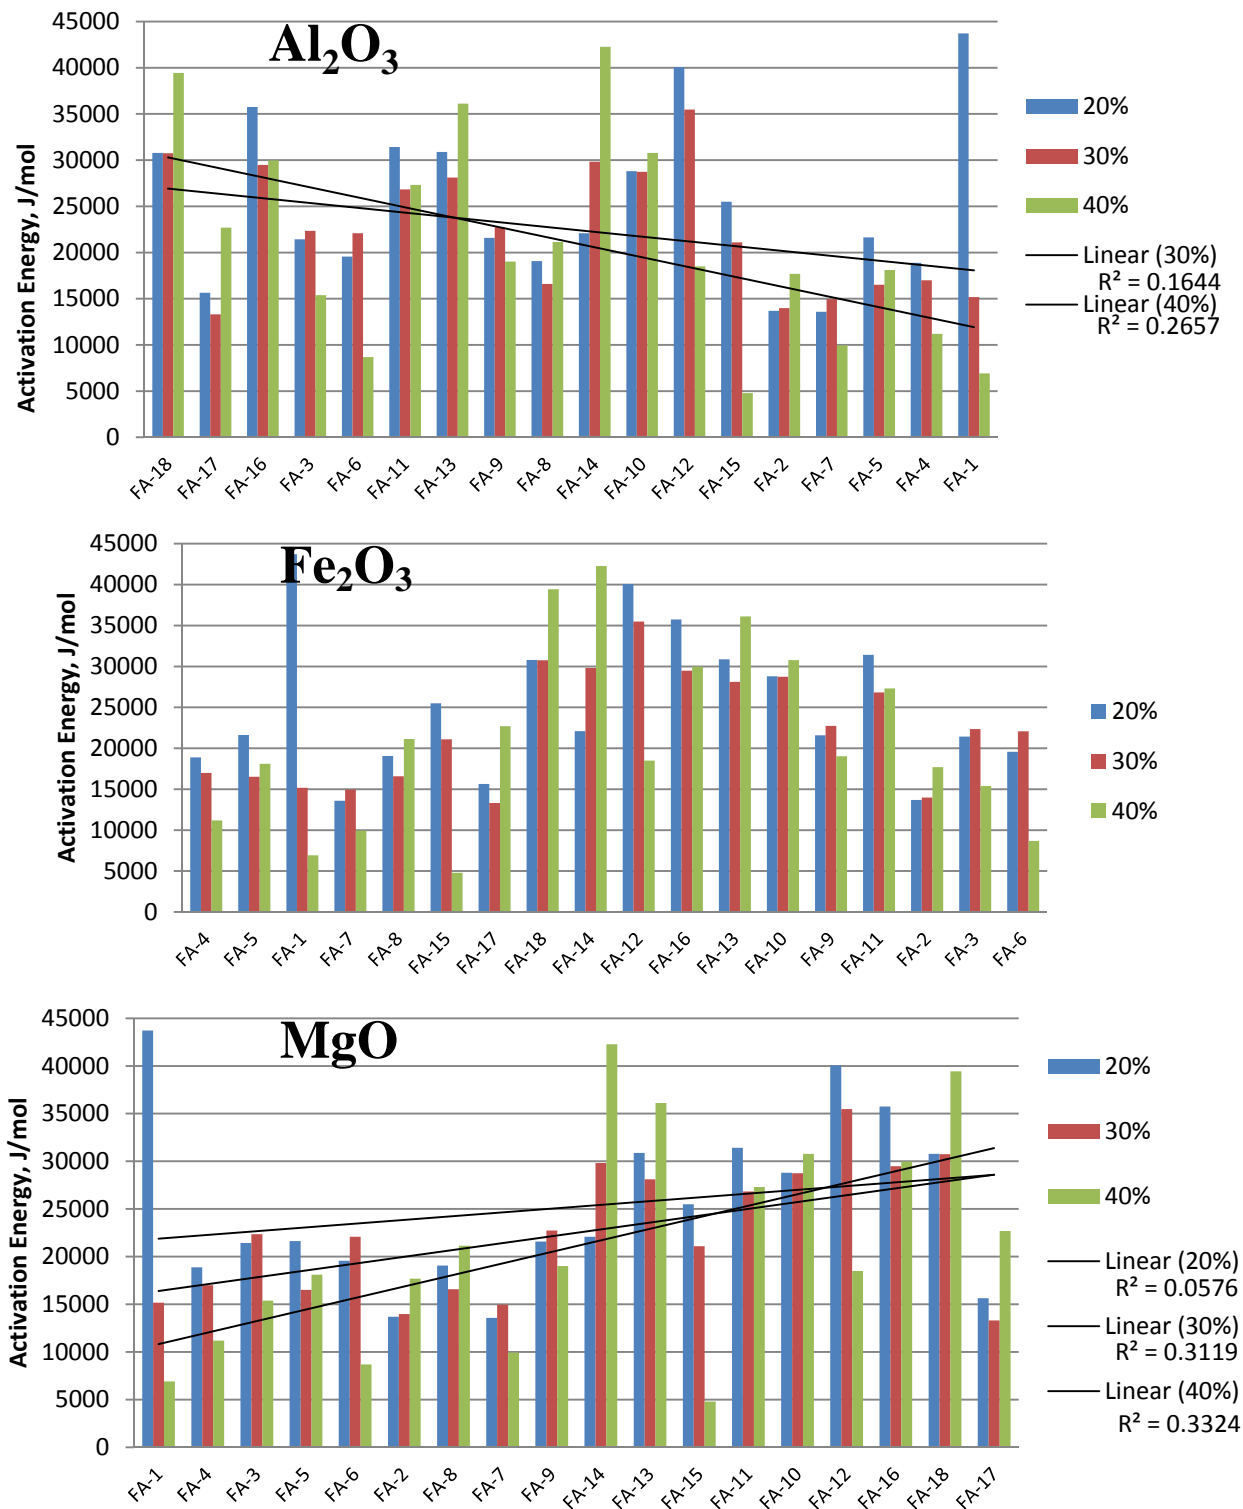 Al₂O₃
45000
40000
35000
30000
25000
20000
15000
10000
5000
0
Activation Energy, J/mol
FA-18 FA-17 FA-16 FA-3 FA-6 FA-11 FA-13 FA-9 FA-8 FA-14 FA-10 FA-12 FA-15 FA-2 FA-7 FA-5 FA-4 FA-1
20%
30%
40%
Linear (30%)
R² = 0.1644
Linear (40%)
R² = 0.2657
Fe₂O₃
45000
40000
35000
30000
25000
20000
15000
10000
5000
0
Activation Energy, J/mol
FA-4 FA-5 FA-1 FA-7 FA-8 FA-15 FA-17 FA-18 FA-14 FA-12 FA-16 FA-13 FA-10 FA-9 FA-11 FA-2 FA-3 FA-6
20%
30%
40%
MgO
45000
40000
35000
30000
25000
20000
15000
10000
5000
0
Activation Energy, J/mol
FA-1 FA-4 FA-3 FA-5 FA-6 FA-2 FA-8 FA-7 FA-9 FA-14 FA-13 FA-15 FA-11 FA-10 FA-12 FA-16 FA-18 FA-17
20%
30%
40%
Linear (20%)
R² = 0.0576
Linear (30%)
R² = 0.3119
Linear (40%)
R² = 0.3324